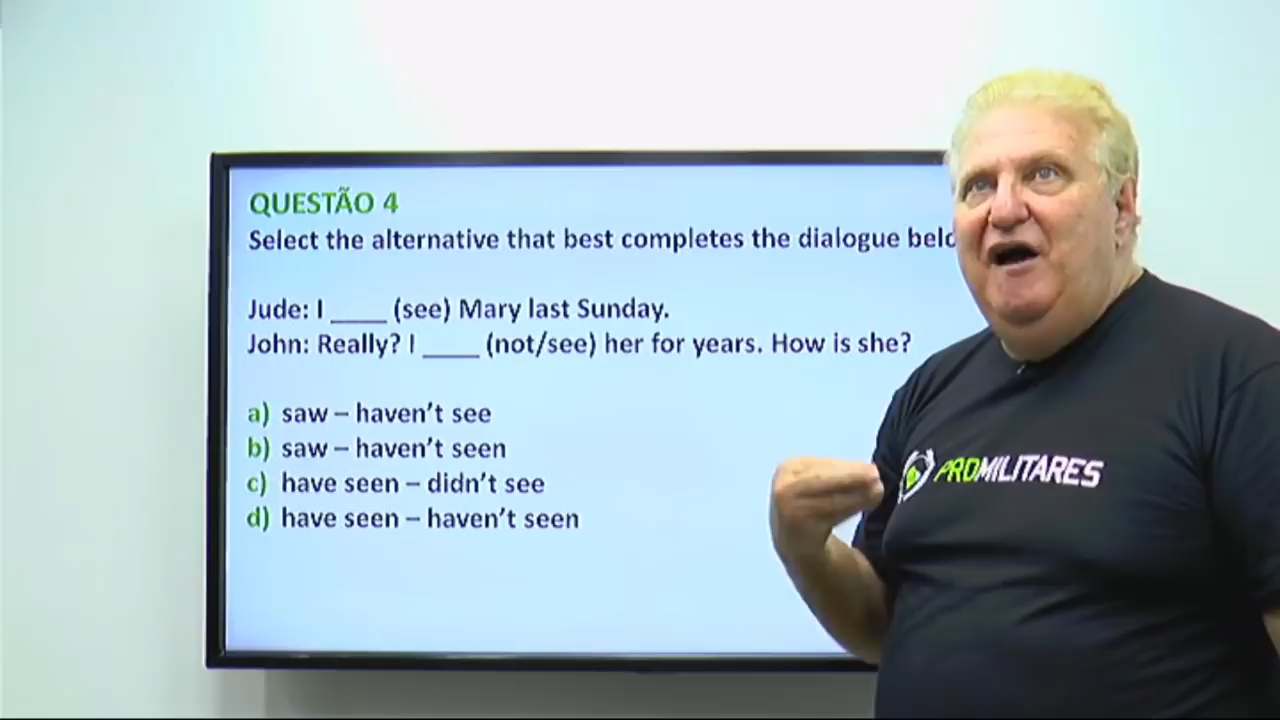 QUESTÃO 4
Select the alternative that best completes the dialogue
Jude: I ____ (see) Mary last Sunday.
John: Really? I ____ (not/see) her for years. How is she?
a) saw – haven't see
b) saw – haven't seen
c) have seen – didn't see
d) have seen – haven't seen
PROMILITARES